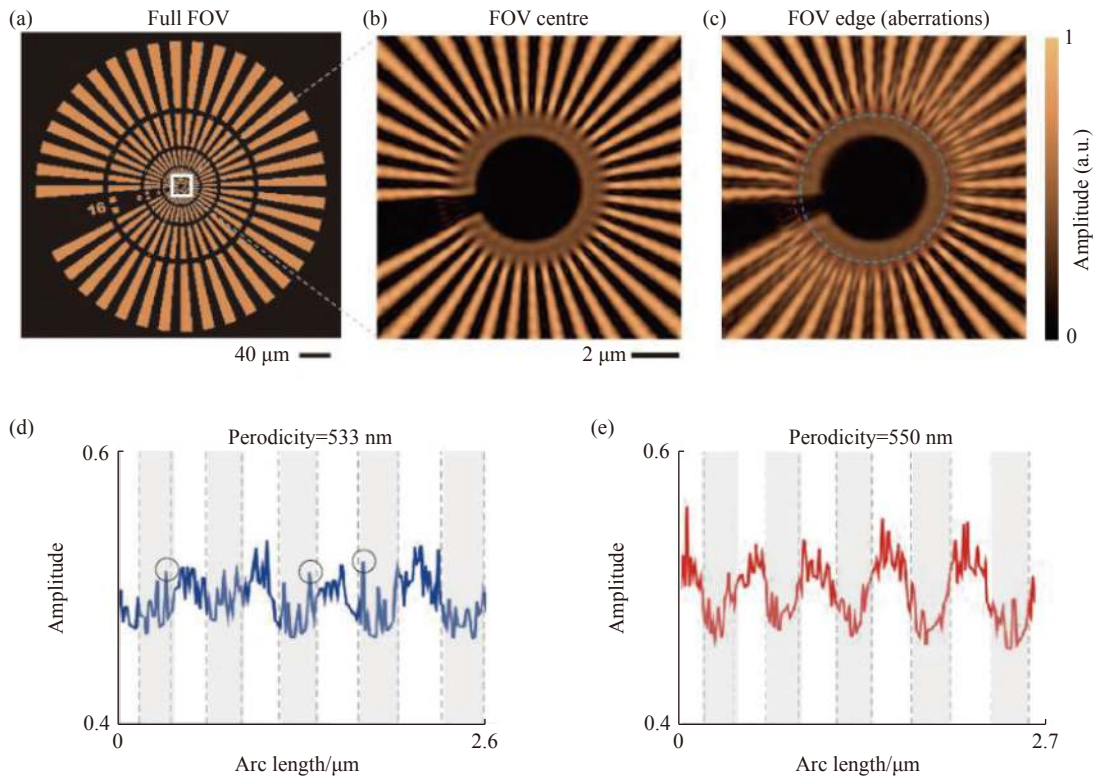 (a)
Full FOV
(b)
FOV centre
(c)
FOV edge (aberrations)
16
40 μm
2 μm
1
Amplitude (a.u.)
0
(d)
Perodicity=533 nm
0.6
Amplitude
0.4
0
2.6
Arc length/μm
(e)
Perodicity=550 nm
0.6
Amplitude
0.4
0
2.7
Arc length/μm